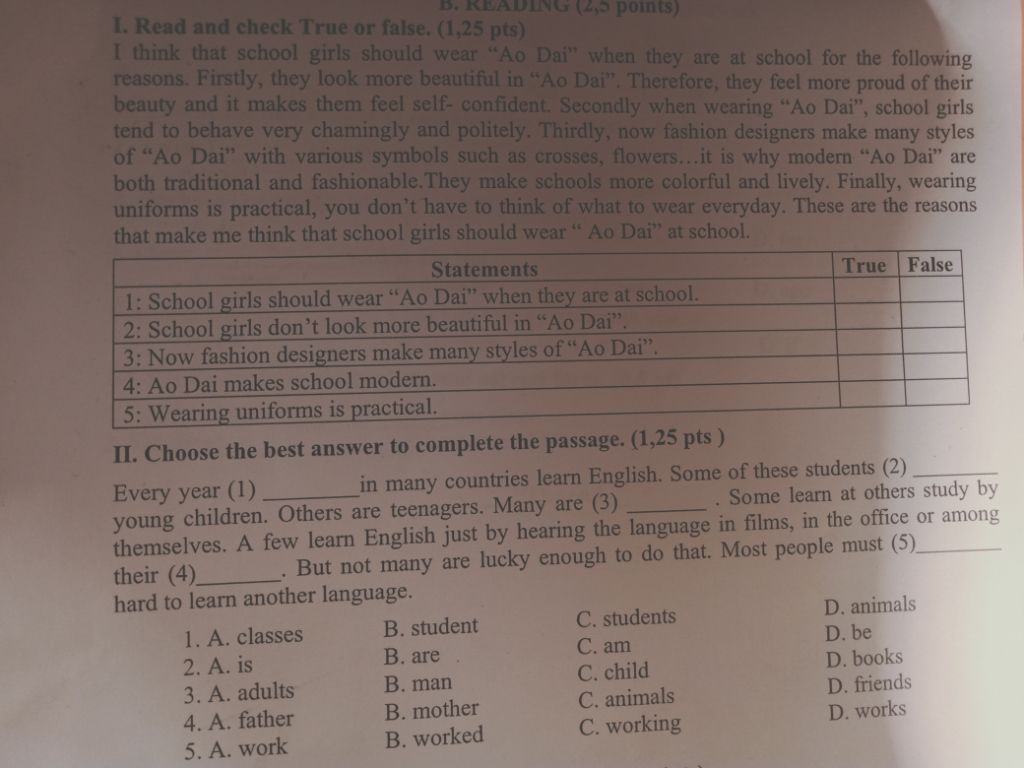 B. READING (2,5 points)
I. Read and check True or false. (1,25 pts)
I think that school girls should wear “Ao Dai” when they are at school for the following
reasons. Firstly, they look more beautiful in “Ao Dai”. Therefore, they feel more proud of their
beauty and it makes them feel self- confident. Secondly when wearing “Ao Dai”, school girls
tend to behave very chamingly and politely. Thirdly, now fashion designers make many styles
of “Ao Dai” with various symbols such as crosses, flowers...it is why modern “Ao Dai” are
both traditional and fashionable.They make schools more colorful and lively. Finally, wearing
uniforms is practical, you don’t have to think of what to wear everyday. These are the reasons
that make me think that school girls should wear “ Ao Dai” at school.
Statements True False
1: School girls should wear “Ao Dai” when they are at school.
2: School girls don’t look more beautiful in “Ao Dai”.
3: Now fashion designers make many styles of “Ao Dai”.
4: Ao Dai makes school modern.
5: Wearing uniforms is practical.
II. Choose the best answer to complete the passage. (1,25 pts )
Every year (1) _________in many countries learn English. Some of these students (2) ________
young children. Others are teenagers. Many are (3) ________ . Some learn at others study by
themselves. A few learn English just by hearing the language in films, in the office or among
their (4)________. But not many are lucky enough to do that. Most people must (5)________
hard to learn another language.
1. A. classes B. student C. students D. animals
2. A. is B. are C. am D. be
3. A. adults B. man C. child D. books
4. A. father B. mother C. animals D. friends
5. A. work B. worked C. working D. works